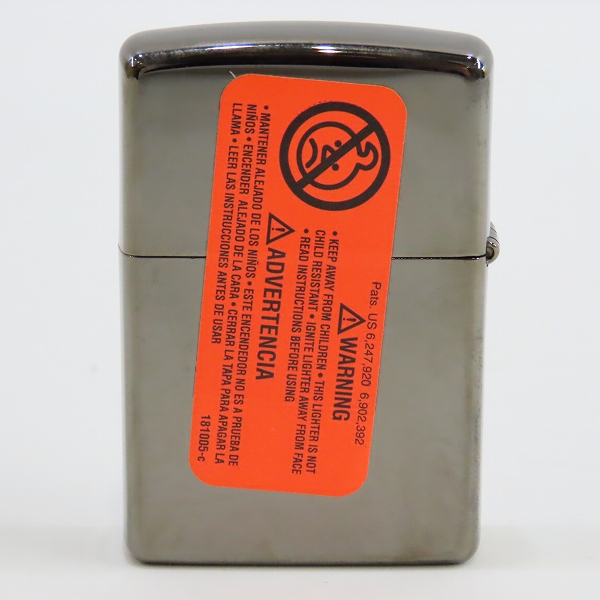 Pats. US 6,247,920 6,902,392
⚠WARNING
• KEEP AWAY FROM CHILDREN • THIS LIGHTER IS NOT
CHILD RESISTANT • IGNITE LIGHTER AWAY FROM FACE
• READ INSTRUCTIONS BEFORE USING
⚠ADVERTENCIA
• MANTENER ALEJADO DE LOS NIÑOS • ESTE ENCENDEDOR NO ES A PRUEBA DE
NIÑOS • ENCENDER ALEJADO DE LA CARA • CERRAR LA TAPA PARA APAGAR LA
LLAMA • LEER LAS INSTRUCCIONES ANTES DE USAR
181005-c